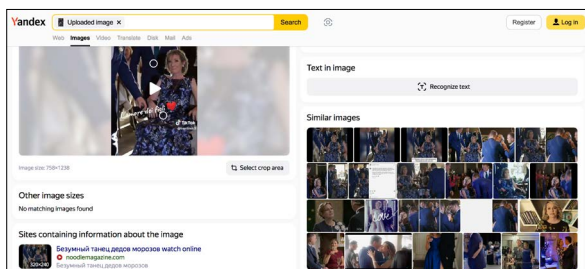 Yandex
Uploaded image ×
Search
Register
Log in
Web Images Video Translate Disk Mail Ads
TikTok
Image size: 758×1238
Select crop area
Other image sizes
No matching images found
Sites containing information about the image
320×240
Безумный танец дедов морозов watch online
noodlemagazine.com
Безумный танец дедов морозов
Text in image
Recognize text
Similar images